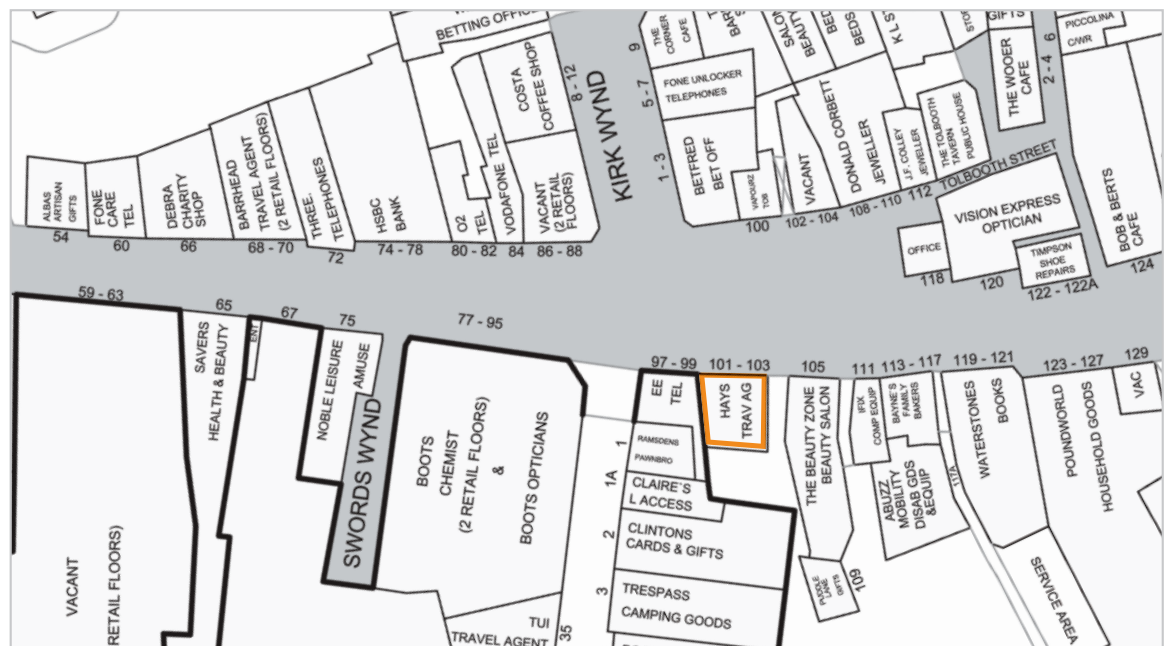 BETTING OFFICE
COSTA
COFFEE SHOP
8 - 12
KIRK WYND
9
THE
CORNER
CAFE
5 - 7
FONE UNLOCKER
TELEPHONES
1 - 3
BETFRED
BET OFF
SALON
BEAUTY
BED
BEDS
K L S
GIFTS
THE WOOER
CAFE
2 - 4
6
PICCOLINA
C/WR
ALBAS
ARTISAN
GIFTS
54
FONE
CARE
TEL
60
DEBRA
CHARITY
SHOP
66
BARRHEAD
TRAVEL AGENT
(2 RETAIL FLOORS)
68 - 70
THREE.
TELEPHONES
72
HSBC
BANK
74 - 78
O2
TEL
80 - 82
VODAFONE TEL
84
VACANT
(2 RETAIL
FLOORS)
86 - 88
VAPOURIZ
TOB
100
VACANT
102 - 104
DONALD CORBETT
JEWELLER
108 - 110
J.F. COLLEY
JEWELLER
112
THE TOLBOOTH
TAVERN
PUBLIC HOUSE
TOLBOOTH STREET
VISION EXPRESS
OPTICIAN
OFFICE
118
120
TIMPSON
SHOE
REPAIRS
122 - 122A
BOB & BERTS
CAFE
124
59 - 63
VACANT
RETAIL FLOORS)
65
SAVERS
HEALTH & BEAUTY
ENT
67
75
NOBLE LEISURE
AMUSE
SWORDS WYND
77 - 95
BOOTS
CHEMIST
(2 RETAIL FLOORS)
&
BOOTS OPTICIANS
TUI
TRAVEL AGENT
35
97 - 99
EE
TEL
101 - 103
HAYS
TRAV AG
1
RAMSDENS
PAWNBRO
1A
CLAIRE`S
L ACCESS
2
CLINTONS
CARDS & GIFTS
3
TRESPASS
CAMPING GOODS
105
THE BEAUTY ZONE
BEAUTY SALON
PUDDLE
LANE
GIFTS
109
111
IFIX
COMP EQUIP
113 - 117
BAYNE'S
FAMILY
BAKERS
ABUZZ
MOBILITY
DISAB GDS
&EQUIP
117A
119 - 121
WATERSTONES
BOOKS
123 - 127
POUNDWORLD
HOUSEHOLD GOODS
129
VAC
SERVICE AREA